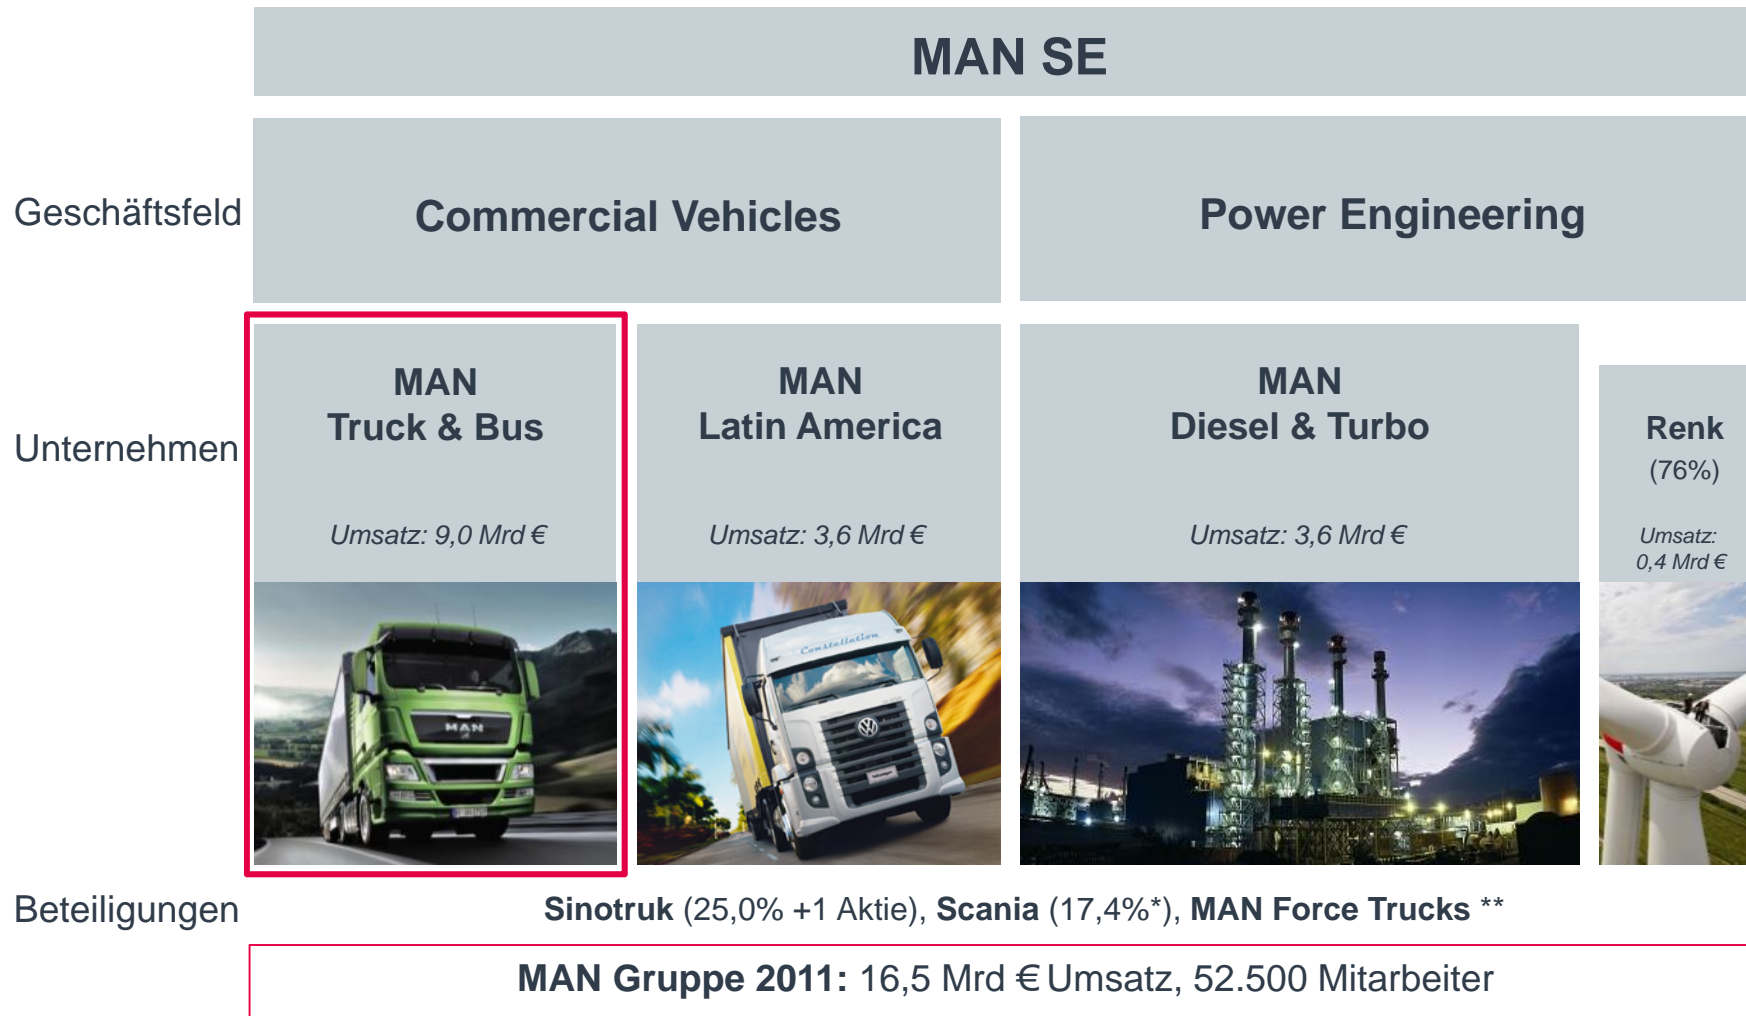 MAN SE
Geschäftsfeld
Commercial Vehicles
Power Engineering
Unternehmen
MAN
Truck & Bus
Umsatz: 9,0 Mrd €
MAN
Latin America
Umsatz: 3,6 Mrd €
MAN
Diesel & Turbo
Umsatz: 3,6 Mrd €
Renk
(76%)
Umsatz:
0,4 Mrd €
MAN
Constellation
Beteiligungen
Sinotruk (25,0% +1 Aktie), Scania (17,4%*), MAN Force Trucks **
MAN Gruppe 2011: 16,5 Mrd € Umsatz, 52.500 Mitarbeiter